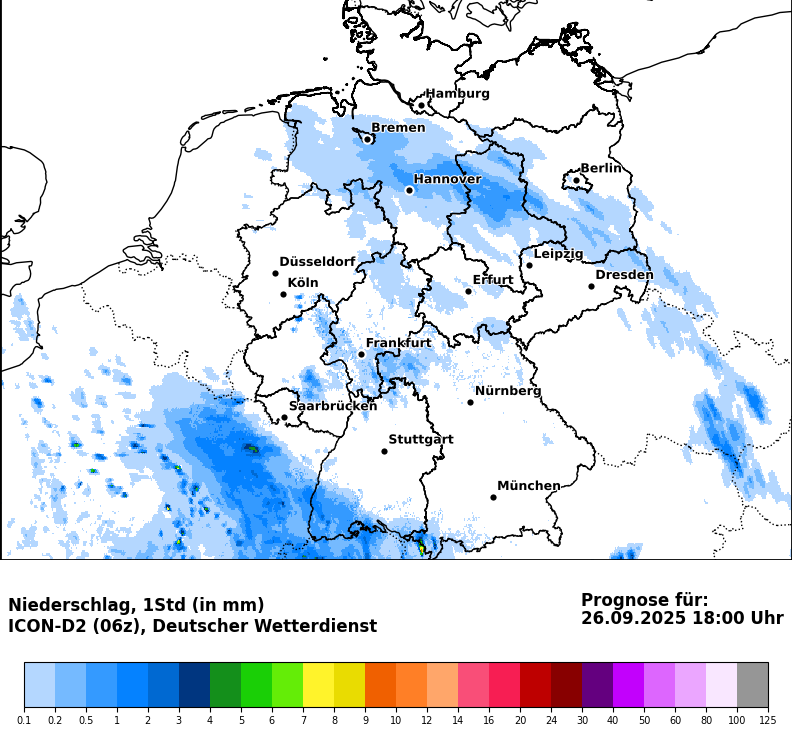 Hamburg
Bremen
Berlin
Hannover
Leipzig
Düsseldorf
Dresden
Köln
Erfurt
Frankfurt
Nürnberg
Saarbrücken
Stuttgart
München
Niederschlag, 1Std (in mm)
ICON-D2 (06z), Deutscher Wetterdienst
Prognose für:
26.09.2025 18:00 Uhr
0.1 0.2 0.5 1 2 3 4 5 6 7 8 9 10 12 14 16 20 24 30 40 50 60 80 100 125